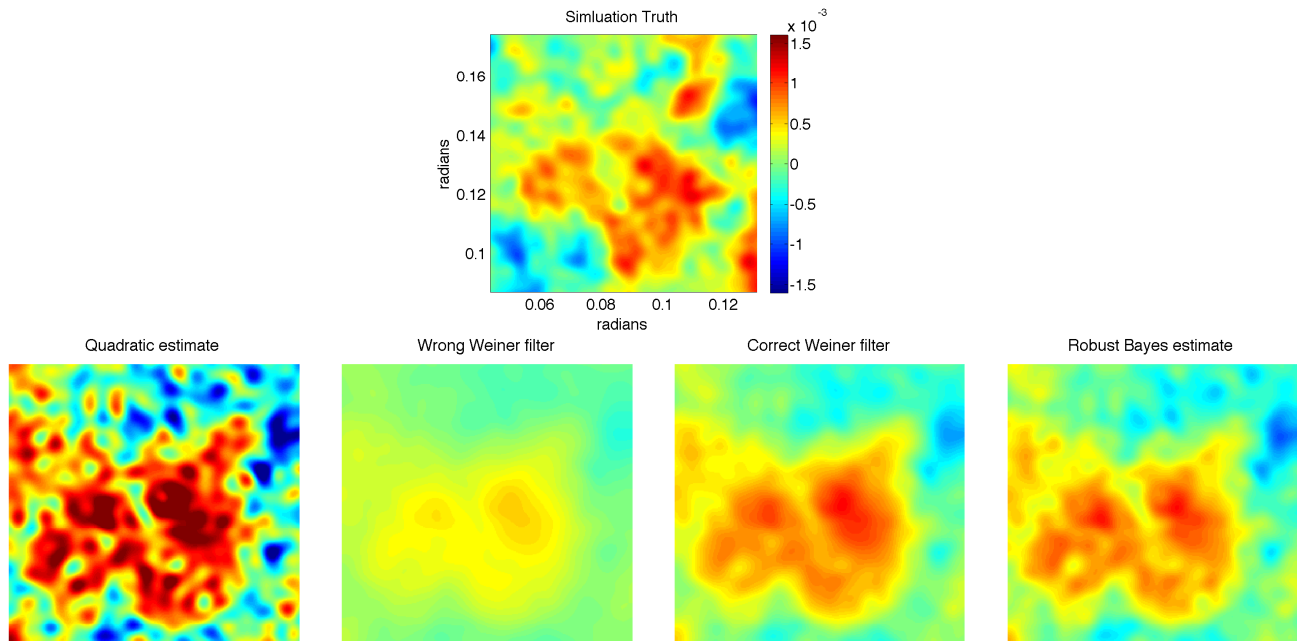 Simluation Truth
x 10 -3
1.5
1
0.5
0
-0.5
-1
-1.5
0.16
0.14
0.12
0.1
radians
0.06 0.08 0.1 0.12
radians
Quadratic estimate
Wrong Weiner filter
Correct Weiner filter
Robust Bayes estimate